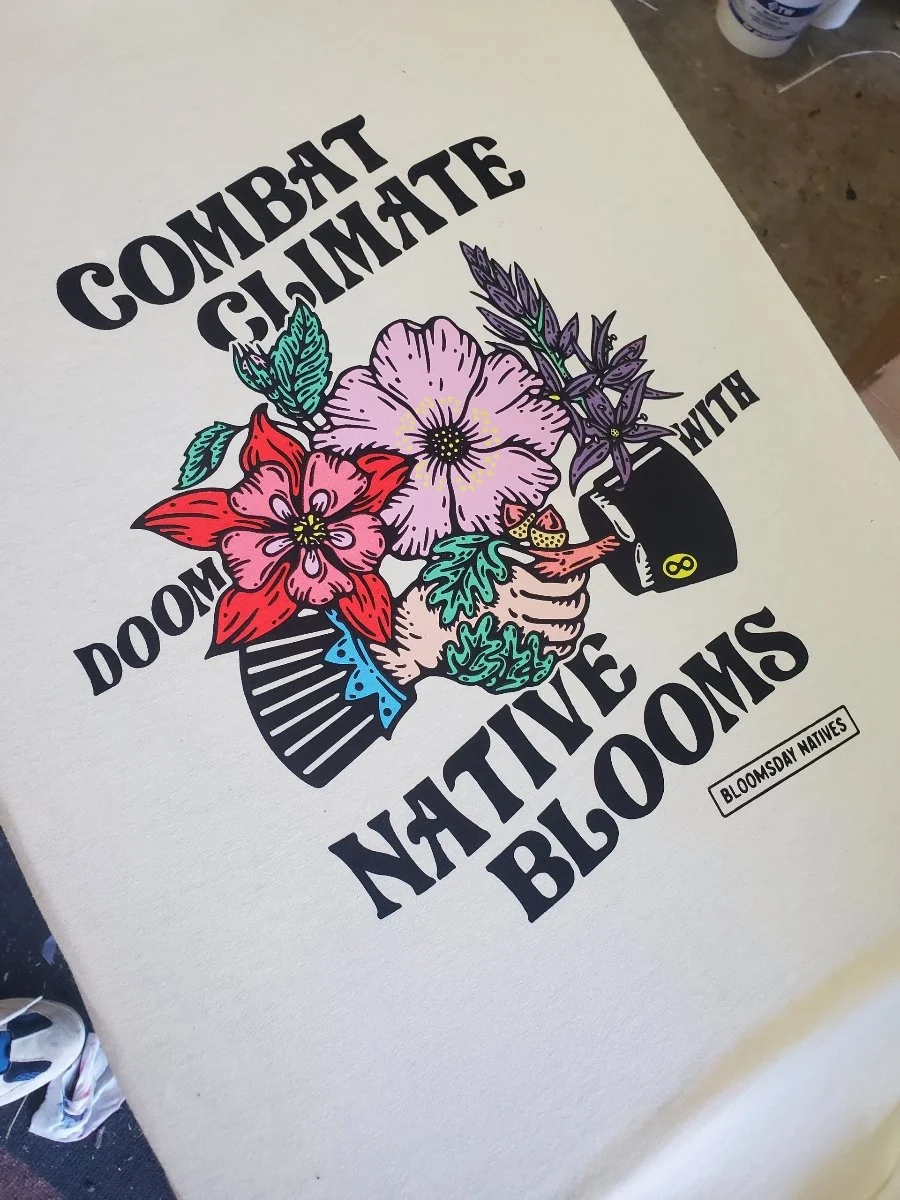 COMBAT
CLIMATE
DOOM WITH
NATIVE
BLOOMS
BLOOMSDAY NATIVES